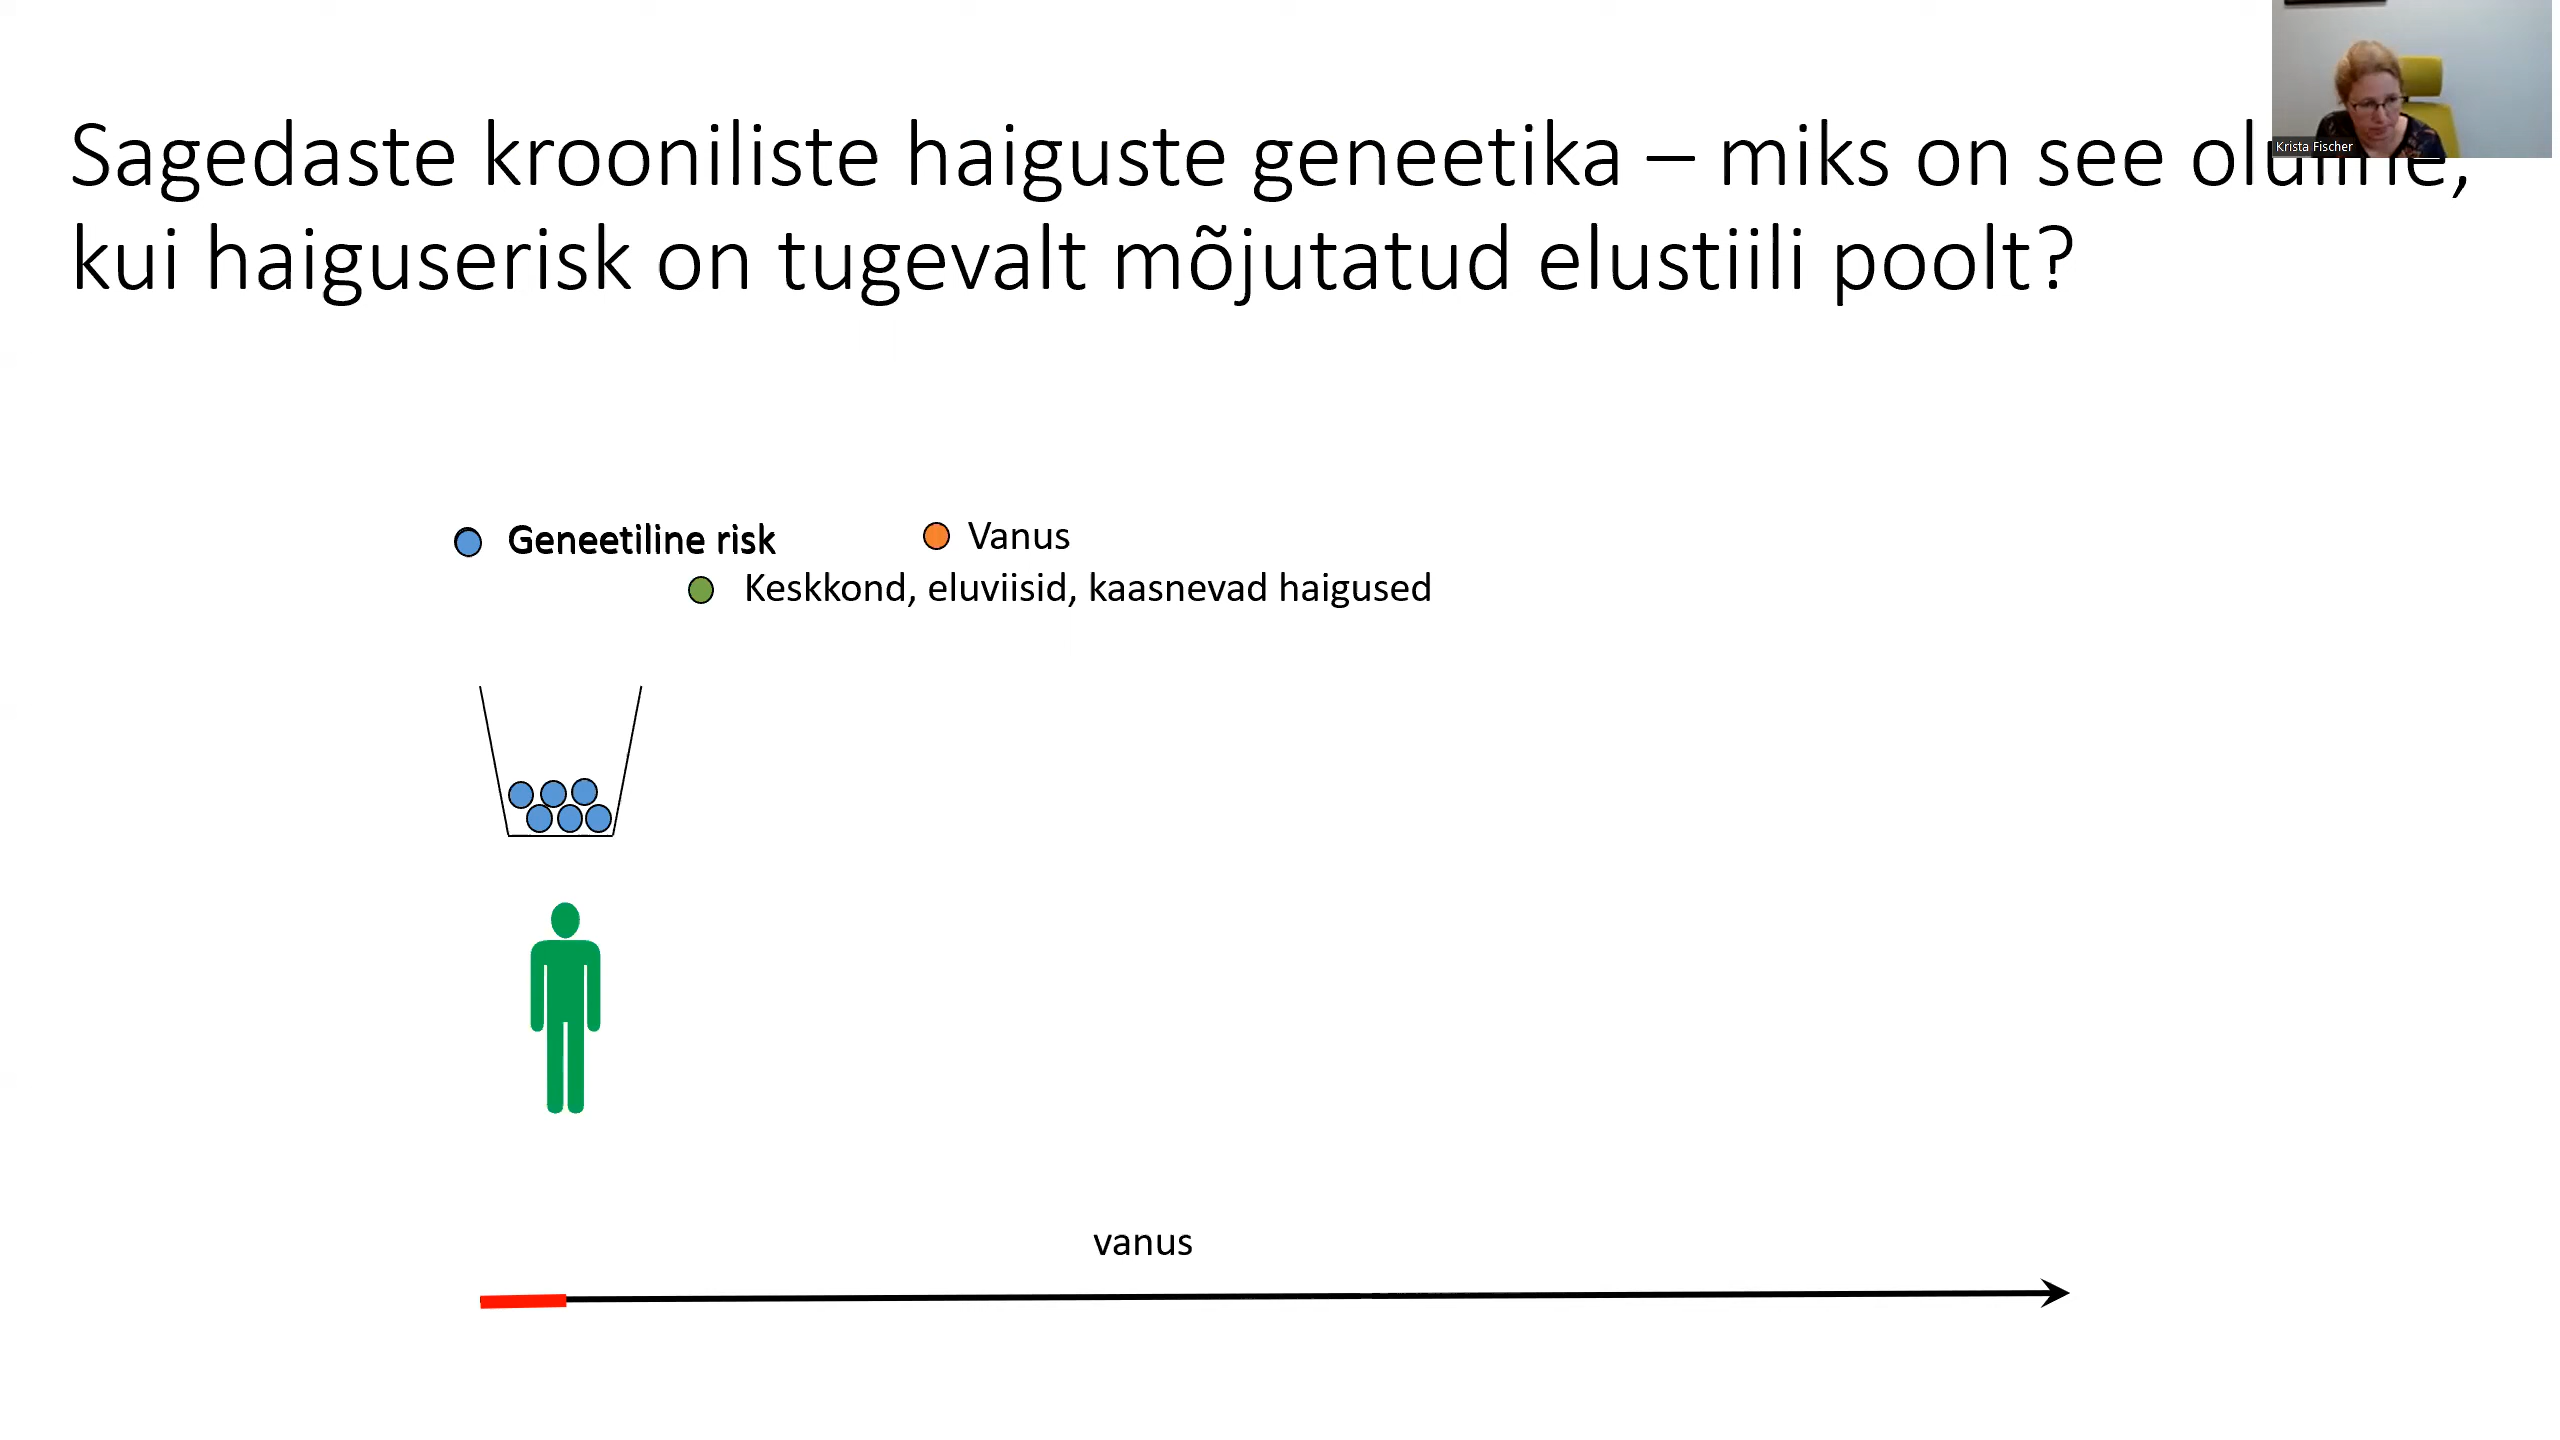 Krista Fischer
Sagedaste krooniliste haiguste geneetika – miks on see oluline,
kui haiguserisk on tugevalt mõjutatud elustiili poolt?
Geneetiline risk
Vanus
Keskkond, eluviisid, kaasnevad haigused
vanus